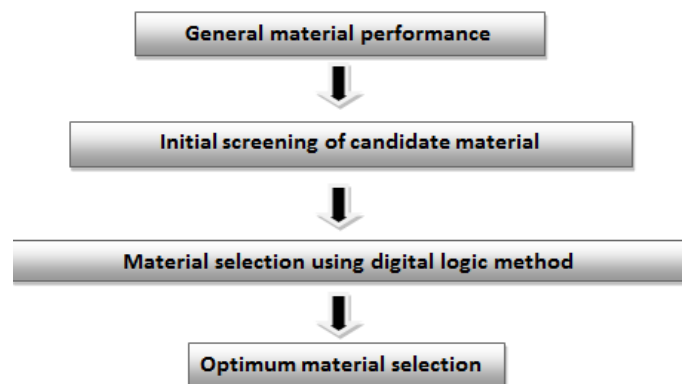 General material performance
Initial screening of candidate material
Material selection using digital logic method
Optimum material selection